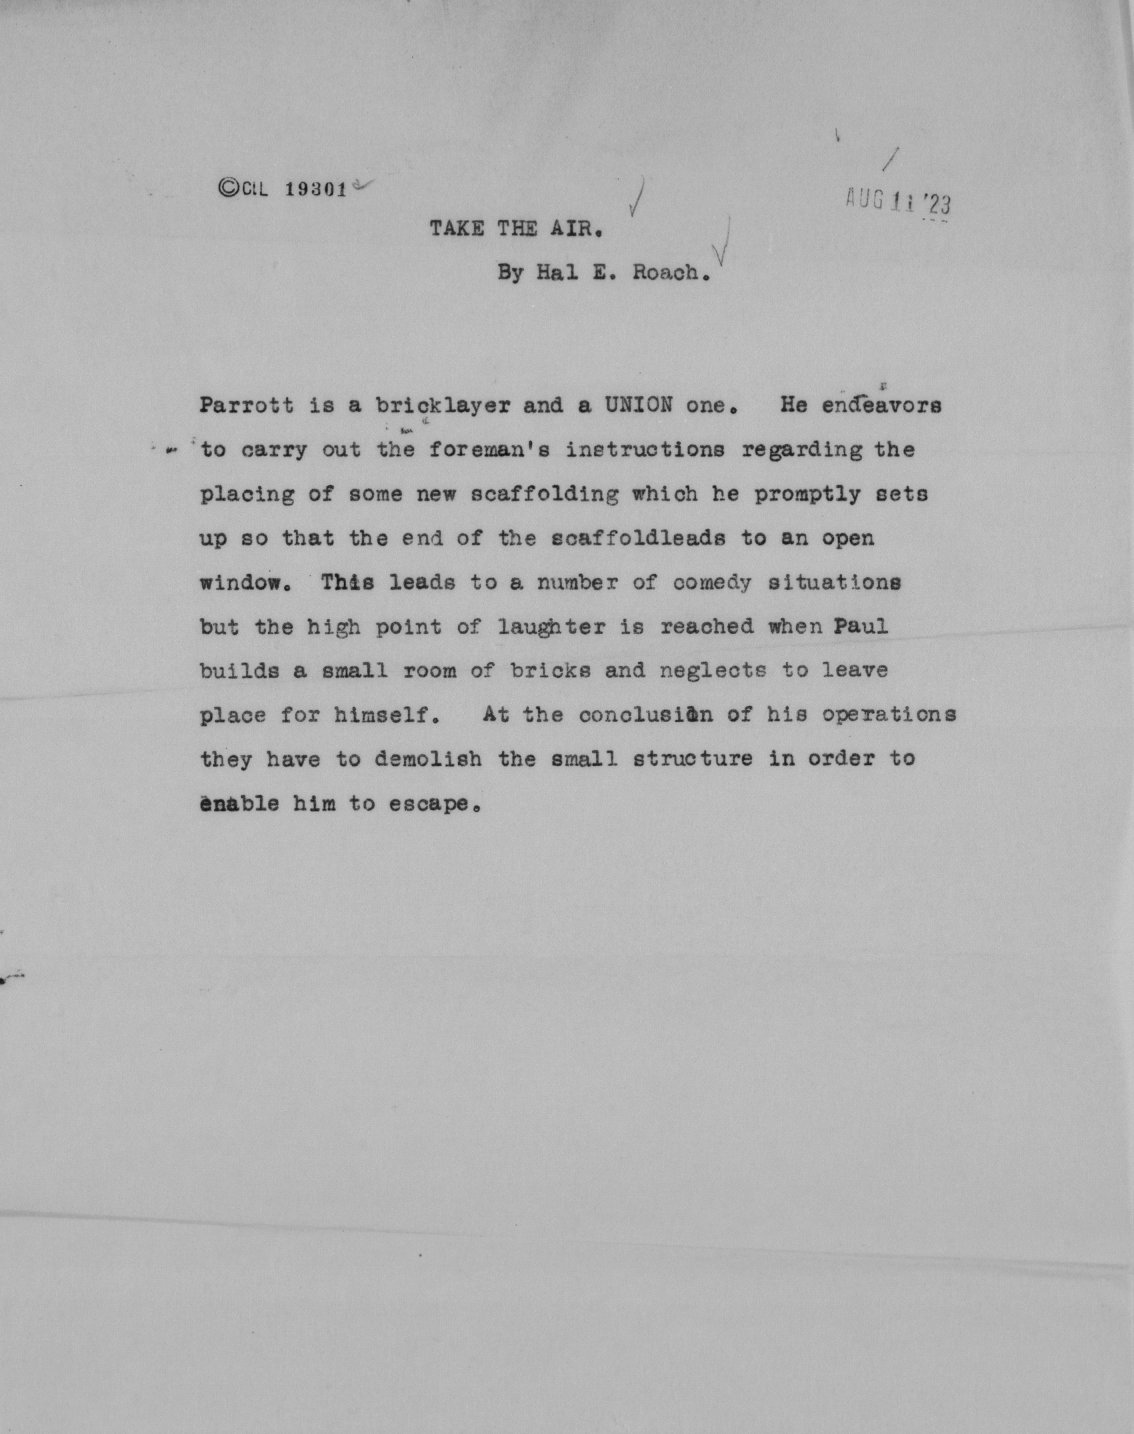 ©CIL 19301
AUG 11 '23
TAKE THE AIR.
By Hal E. Roach.
Parrott is a bricklayer and a UNION one. He endeavors
to carry out the foreman's instructions regarding the
placing of some new scaffolding which he promptly sets
up so that the end of the scaffoldleads to an open
window. This leads to a number of comedy situations
but the high point of laughter is reached when Paul
builds a small room of bricks and neglects to leave
place for himself. At the conclusion of his operations
they have to demolish the small structure in order to
enable him to escape.